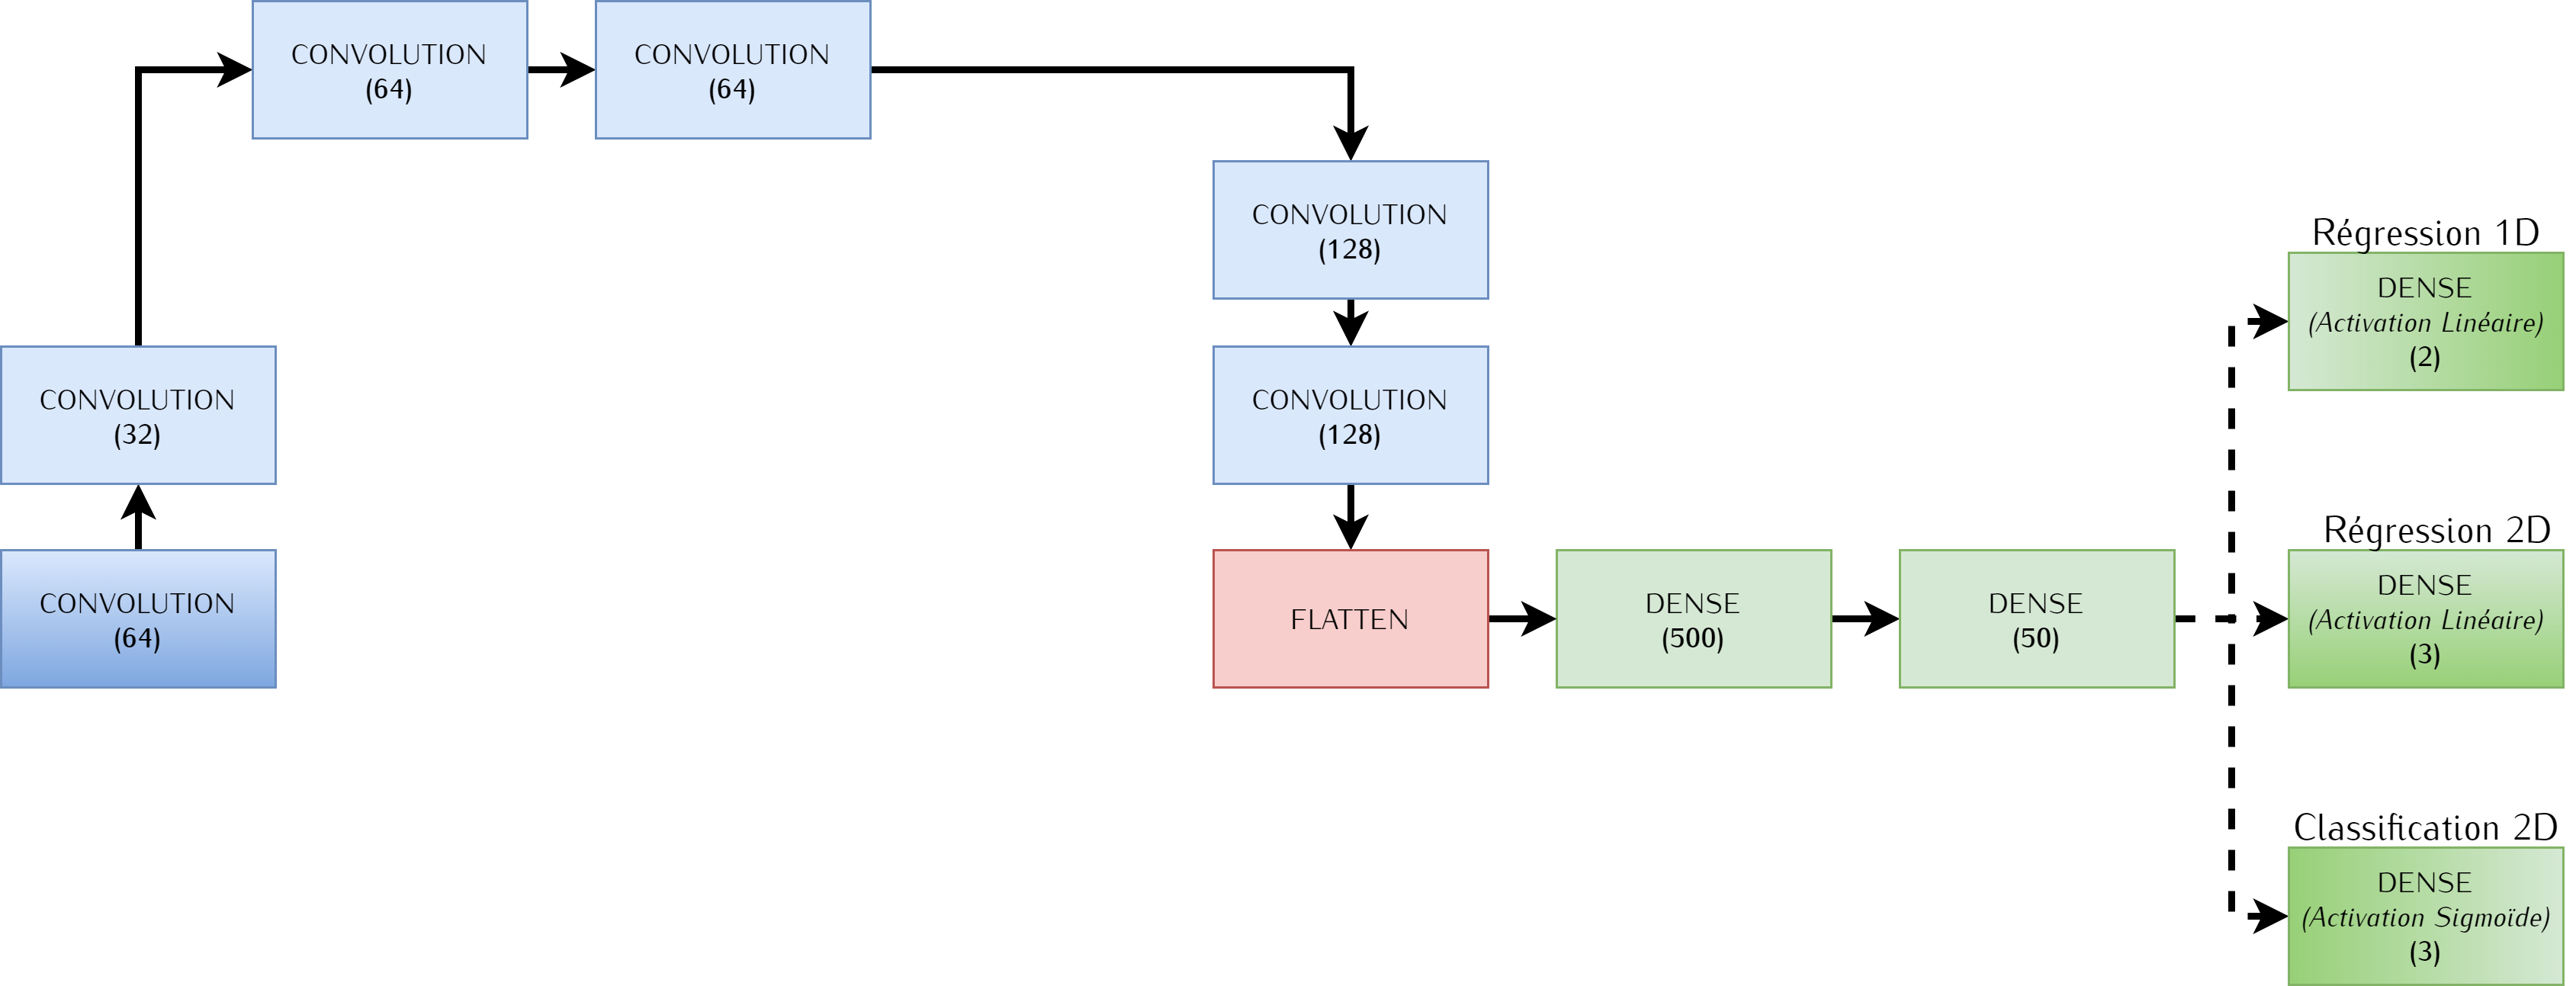 CONVOLUTION
(64)
CONVOLUTION
(32)
CONVOLUTION
(64)
CONVOLUTION
(64)
CONVOLUTION
(128)
CONVOLUTION
(128)
FLATTEN
DENSE
(500)
DENSE
(50)
Régression 1D
DENSE
(Activation Linéaire)
(2)
Régression 2D
DENSE
(Activation Linéaire)
(3)
Classification 2D
DENSE
(Activation Sigmoïde)
(3)